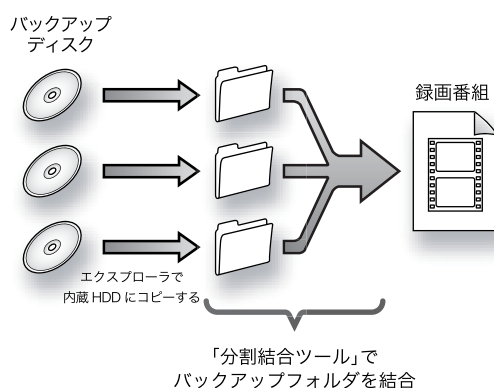 バックアップ
ディスク
録画番組
エクスプローラで
内蔵 HDD にコピーする
「分割結合ツール」で
バックアップフォルダを結合